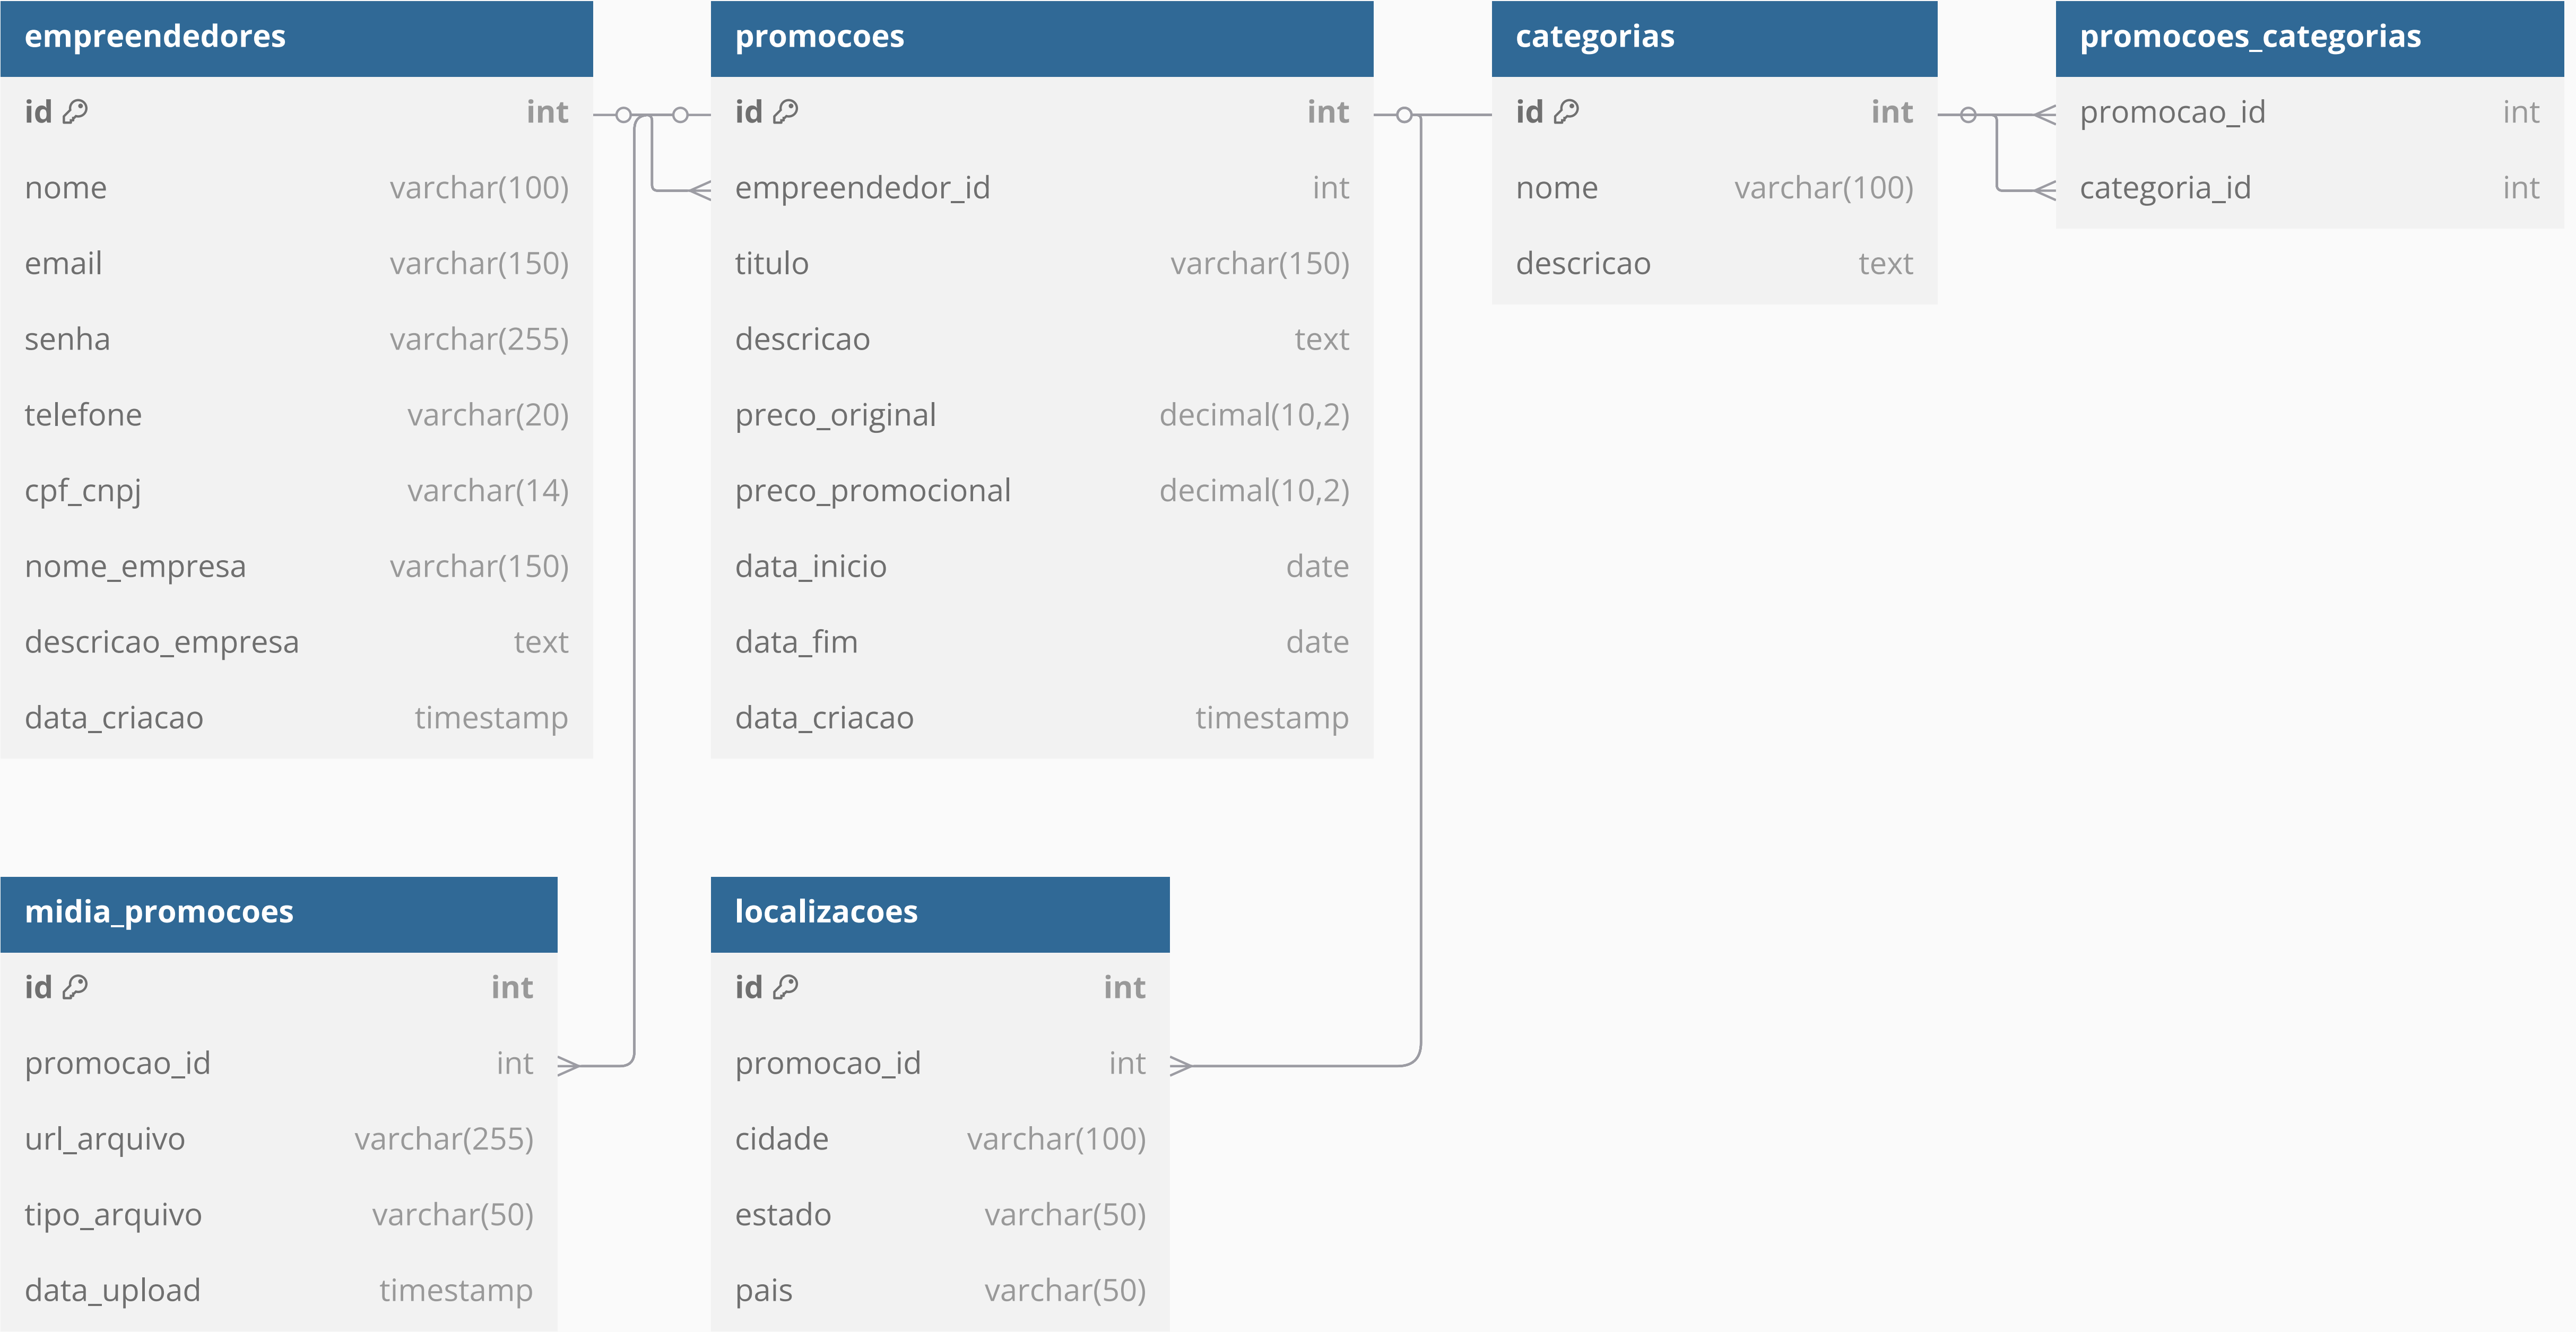 empreendedores
id int
nome varchar(100)
email varchar(150)
senha varchar(255)
telefone varchar(20)
cpf_cnpj varchar(14)
nome_empresa varchar(150)
descricao_empresa text
data_criacao timestamp
promocoes
id int
empreendedor_id int
titulo varchar(150)
descricao text
preco_original decimal(10,2)
preco_promocional decimal(10,2)
data_inicio date
data_fim date
data_criacao timestamp
categorias
id int
nome varchar(100)
descricao text
promocoes_categorias
promocao_id int
categoria_id int
midia_promocoes
id int
promocao_id int
url_arquivo varchar(255)
tipo_arquivo varchar(50)
data_upload timestamp
localizacoes
id int
promocao_id int
cidade varchar(100)
estado varchar(50)
pais varchar(50)